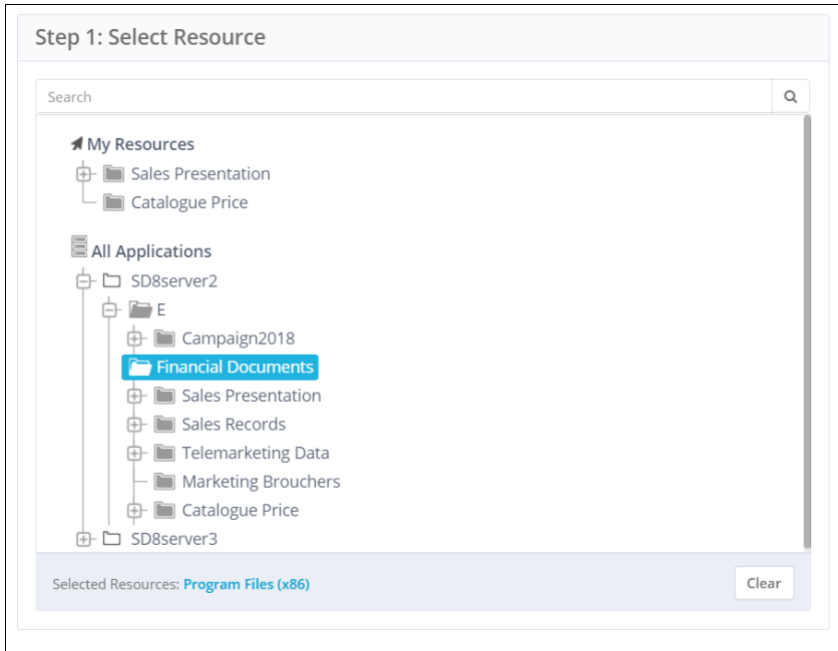 Step 1: Select Resource
Search
My Resources
Sales Presentation
Catalogue Price
All Applications
SD8server2
E
Campaign2018
Financial Documents
Sales Presentation
Sales Records
Telemarketing Data
Marketing Brouchers
Catalogue Price
SD8server3
Selected Resources: Program Files (x86) Clear